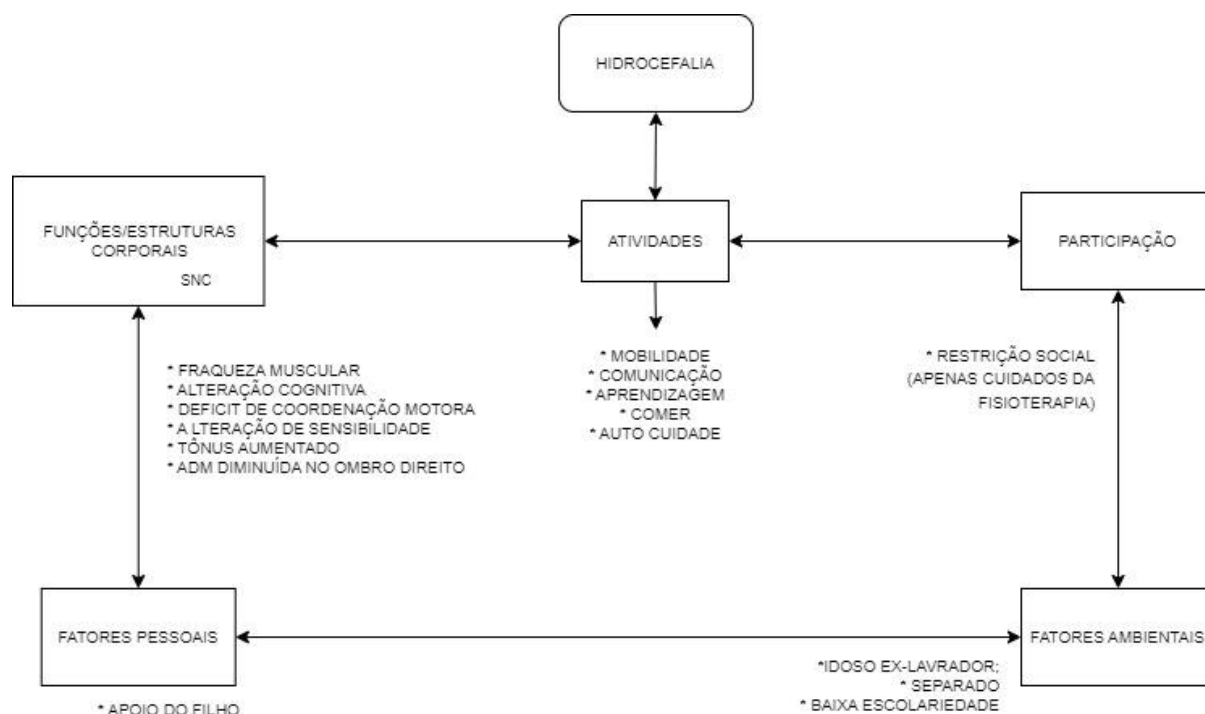 HIDROCEFALIA
FUNÇÕES/ESTRUTURAS
CORPORAIS
SNC
ATIVIDADES
PARTICIPAÇÃO
* FRAQUEZA MUSCULAR
* ALTERAÇÃO COGNITIVA
* DEFICIT DE COORDENAÇÃO MOTORA
* A LTERAÇÃO DE SENSIBILIDADE
* TÔNUS AUMENTADO
* ADM DIMINUÍDA NO OMBRO DIREITO
* MOBILIDADE
* COMUNICAÇÃO
* APRENDIZAGEM
* COMER
* AUTO CUIDADE
* RESTRIÇÃO SOCIAL
(APENAS CUIDADOS DA
FISIOTERAPIA)
FATORES PESSOAIS
FATORES AMBIENTAIS
* APOIO DO FILHO
*IDOSO EX-LAVRADOR;
* SEPARADO
* BAIXA ESCOLARIEDADE